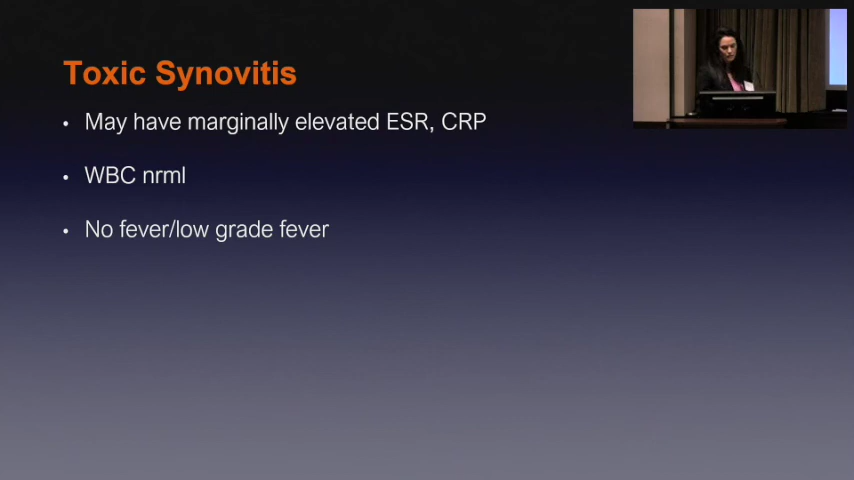 Toxic Synovitis
• May have marginally elevated ESR, CRP
• WBC nrml
• No fever/low grade fever